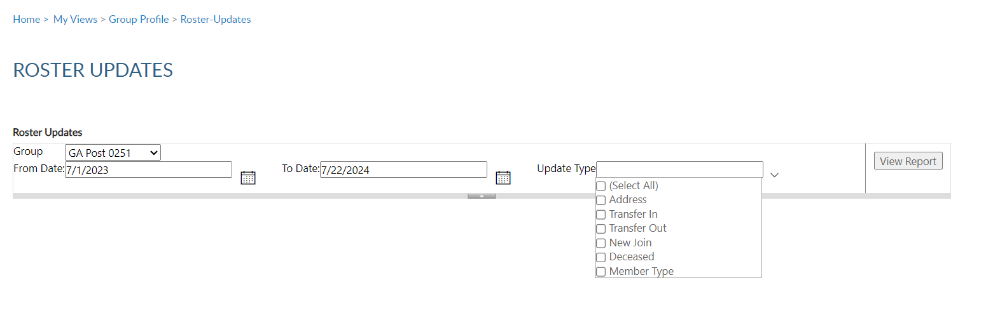 Home > My Views > Group Profile > Roster-Updates
ROSTER UPDATES
Roster Updates
Group GA Post 0251
From Date: 7/1/2023 To Date: 7/22/2024 Update Type View Report
(Select All)
Address
Transfer In
Transfer Out
New Join
Deceased
Member Type